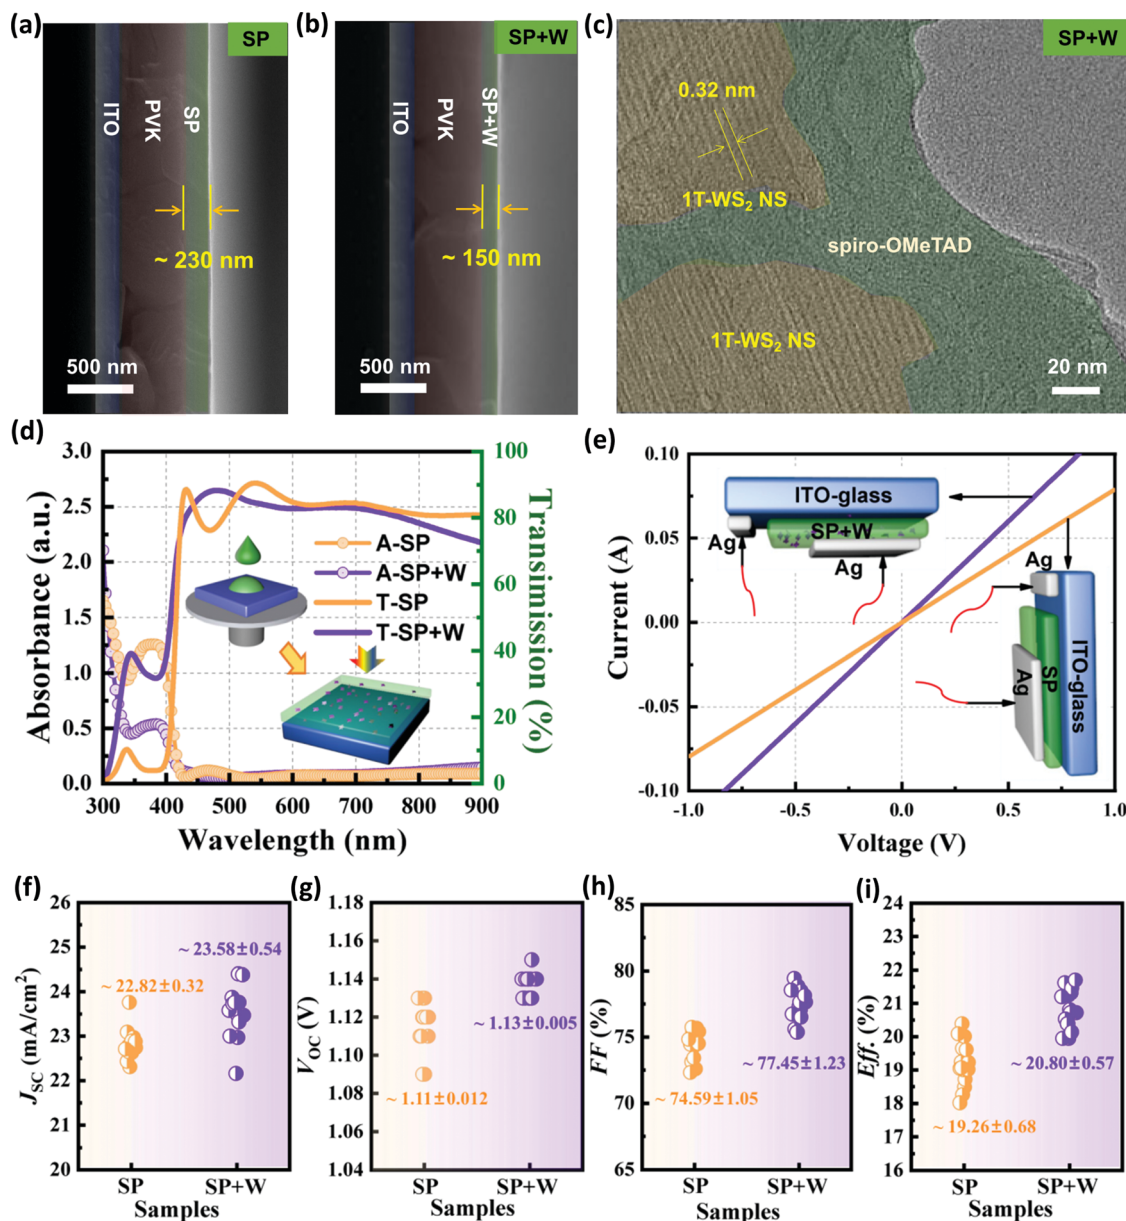 (a)
SP
ITO
PVK
SP
~ 230 nm
500 nm
(b)
SP+W
ITO
PVK
SP+W
~ 150 nm
500 nm
(c)
SP+W
0.32 nm
1T-WS₂ NS
spiro-OMeTAD
1T-WS₂ NS
20 nm
(d)
3.0
2.5
2.0
1.5
1.0
0.5
0.0
Absorbance (a.u.)
100
80
60
40
20
0
Transimission (%)
A-SP
A-SP+W
T-SP
T-SP+W
300 400 500 600 700 800 900
Wavelength (nm)
(e)
0.10
0.05
0.00
-0.05
-0.10
Current (A)
ITO-glass
SP+W
Ag
Ag
Ag
SP
ITO-glass
-1.0 -0.5 0.0 0.5 1.0
Voltage (V)
(f)
26
25
24
23
22
21
20
J_SC (mA/cm²)
~ 23.58±0.54
~ 22.82±0.32
SP SP+W
Samples
(g)
1.18
1.16
1.14
1.12
1.10
1.08
1.06
1.04
V_OC (V)
~ 1.13±0.005
~ 1.11±0.012
SP SP+W
Samples
(h)
85
80
75
70
65
FF (%)
~ 77.45±1.23
~ 74.59±1.05
SP SP+W
Samples
(i)
24
23
22
21
20
19
18
17
16
Eff. (%)
~ 20.80±0.57
~ 19.26±0.68
SP SP+W
Samples